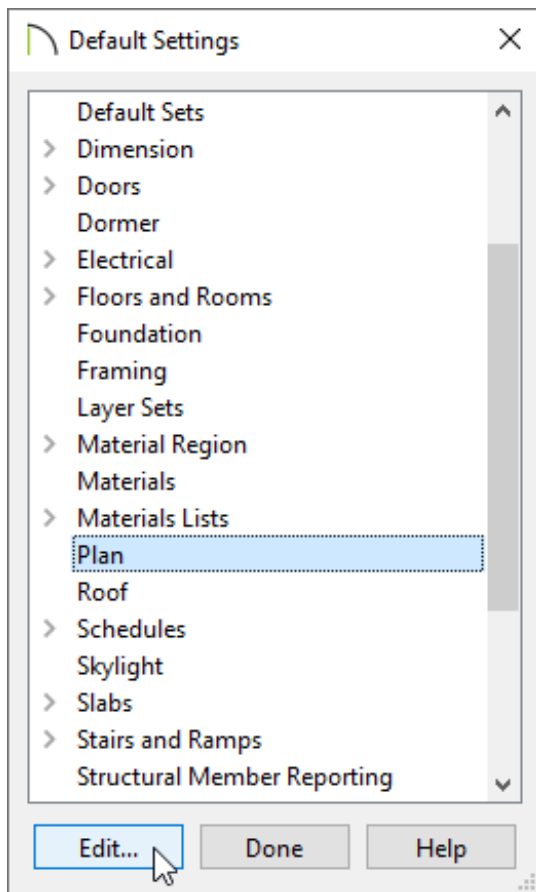 Default Settings
Default Sets
Dimension
Doors
Dormer
Electrical
Floors and Rooms
Foundation
Framing
Layer Sets
Material Region
Materials
Materials Lists
Plan
Roof
Schedules
Skylight
Slabs
Stairs and Ramps
Structural Member Reporting
Edit... Done Help